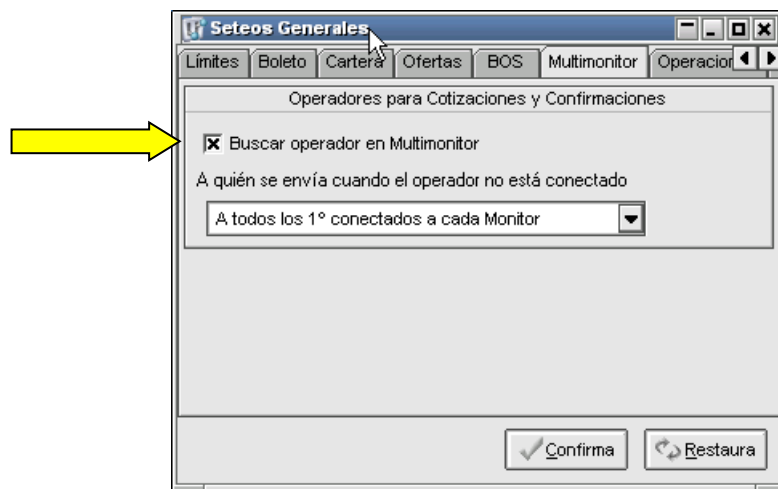 Seteos Generales
Límites Boleto Cartera Ofertas BOS Multimonitor Operacion
Operadores para Cotizaciones y Confirmaciones
Buscar operador en Multimonitor
A quién se envía cuando el operador no está conectado
A todos los 1º conectados a cada Monitor
Confirma Restaura